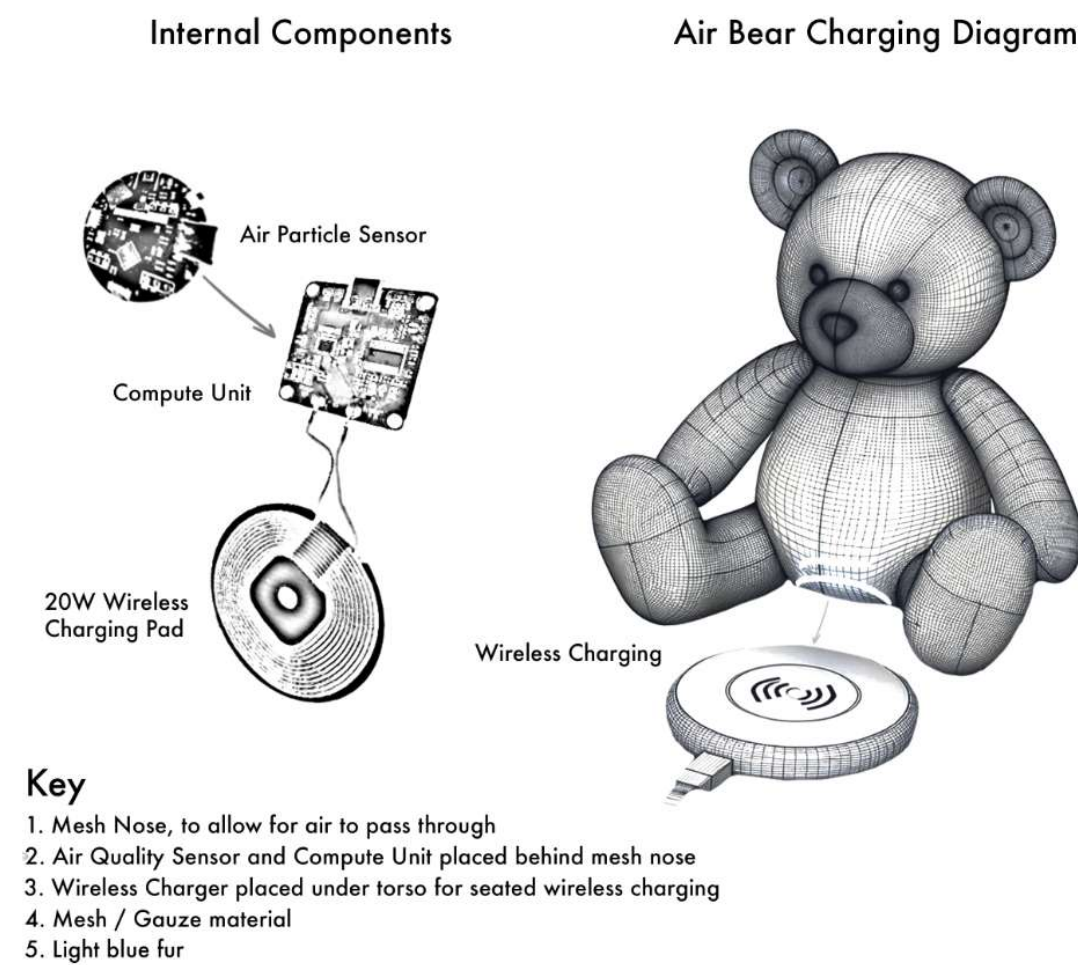 Internal Components
Air Bear Charging Diagram
Air Particle Sensor
Compute Unit
20W Wireless
Charging Pad
Wireless Charging
Key
1. Mesh Nose, to allow for air to pass through
2. Air Quality Sensor and Compute Unit placed behind mesh nose
3. Wireless Charger placed under torso for seated wireless charging
4. Mesh / Gauze material
5. Light blue fur